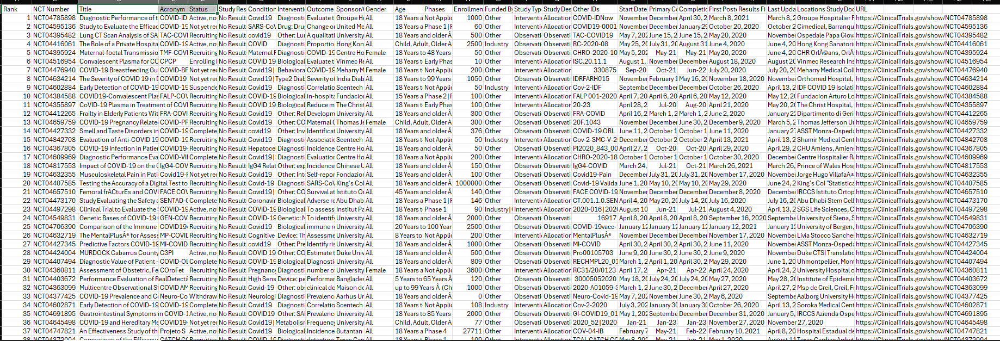 Rank NCT Number Title Acronym Status Study Res Condition Interventi Outcome Sponsor/ Gender Age Phases Enrollmen Funded By Study Typ Study Des Other IDs Start Date Primary Co Completic First Poste Results Fi Last Upda Locations Study Doc URL
1 NCT04785898 Diagnostic Performance of t COVID-ID Active, no No Result Covid19 Diagnosti Evaluate t Groupe H All 18 Years a Not Applic 1000 Other Interventi Allocation COVID-IDNow November December April 30, 2 March 8, 2021 March 8, 2 Groupe Hospitalier F https://ClinicalTrials.gov/show/NCT04785898
2 NCT04595136 Study to Evaluate the Efficac COVID-19 Not yet rec No Result SARS-CoV Drug: Drug Change on United Me All 18 Years a Phase 1|F 60 Other Interventi Allocation COVID19-0001 November December January 29 October 20, 2020 October 2 Cimedical, Barranqu https://ClinicalTrials.gov/show/NCT04595136
3 NCT04395482 Lung CT Scan Analysis of SA TAC-COVI Recruiting No Result covid19 Other: Lur A qualitati University All 18 Years and older Â 500 Other Observati Observati TAC-COVID19 May 7, 202 June 15, 2 June 15, 2 May 20, 2020 November Ospedale Papa Giova https://ClinicalTrials.gov/show/NCT04395482
4 NCT04416061 The Role of a Private Hospita COVID-19 Active, no No Result COVID Diagnosti Proportio Hong Kon All Child, Adult, Older A 2500 Industry Observati Observati RC-2020-08 May 25, 20 July 31, 20 August 31 June 4, 2020 June 4, 20 Hong Kong Sanatori https://ClinicalTrials.gov/show/NCT04416061
5 NCT04395924 Maternal-foetal Transmissio TMF-COVI Recruiting No Result Maternal F Diagnosti COVID-19 Centre Ho Female 18 Years to 48 Years 50 Other Observati Observati CHRO-2020-10 May 5, 202 May-21 May-21 May 20, 2020 June 4, 20 CHR OrlÃ©ans, OrlÃ https://ClinicalTrials.gov/show/NCT04395924
6 NCT04516954 Convalescent Plasma for CO CPCP Enrolling No Result COVID 19 Biological Evaluate t Vinmec Re All 18 Years t Early Phas 10 Other Interventi Allocation ISC.20.11.1 August 1, November December August 18, 2020 August 20 Vinmec Research Ins https://ClinicalTrials.gov/show/NCT04516954
7 NCT04476940 COVID-19 Breastfeeding Gu COVID-BF Not yet rec No Result Covid19| Behaviora COVID-19 Meharry M Female 18 Years a Not Applic 200 Other Interventi Allocation 330875 Sep-20 Oct-21 Jun-22 July 20, 2020 July 20, 20 Meharry Medical Coll https://ClinicalTrials.gov/show/NCT04476940
8 NCT04634214 The Severity of COVID 19 in D COVID19 Not yet rec No Result Covid19|Type2 Diab Severity of India Diab All 18 Years to 99 Years 1050 Other Observati Observati IDRFARH015 November February 1 May 16, 20 November 18, 2020 November Orthomed Hospital, https://ClinicalTrials.gov/show/NCT04634214
9 NCT04602884 Early Detection of COVID-19 COVID-19 Suspende No Result Covid19 Diagnosti Correlatio Scentech All 18 Years t Not Applic 50 Industry Interventi Allocation Cov-2-IDF Septembe December December October 26, 2020 April 13, 2 IDF COVID 19 Isolati https://ClinicalTrials.gov/show/NCT04602884
10 NCT04384588 COVID19-Convalescent Plas FALP-COV Recruiting No Result COVID-19 Biological in-hospita Fundacion All 15 Years a Phase 2|F 100 Other Interventi Allocation FALP 001-2020 April 7, 20 April 6, 20 April 6, 20 May 12, 2020 May 12, 20 Fundacion Arturo Lo https://ClinicalTrials.gov/show/NCT04384588
11 NCT04355897 CoVID-19 Plasma in Treatment of COVI Recruiting No Result COVID 19 Biological Reduce m The Christ All 18 Years t Early Phas 100 Other Interventi Allocation 20-23 April 28, 2 Jul-20 Aug-20 April 21, 2020 May 20, 20 The Christ Hospital, https://ClinicalTrials.gov/show/NCT04355897
12 NCT04412265 Frailty in Elderly Patients Wit FRA-COVI Recruiting No Result Covid19 Other: Rel Developm University All 18 Years and older Â 300 Other Observati Observati FRA-COVID April 16, 2 March 1, 2 March 1, 2 June 2, 2020 January 22 Dipartimento di Geri https://ClinicalTrials.gov/show/NCT04412265
13 NCT04659759 COVID-19 Pregnancy Relate COVID-PF Recruiting No Result Covid19 Other: CO Maternal C Thomas Je Female Child, Adult, Older A 300 Other Observati Observati 20F.1043 November December June 30, 2 December 9, 2020 March 5, 2 Thomas Jefferson Ur https://ClinicalTrials.gov/show/NCT04659759
14 NCT04427332 Smell and Taste Disorders in COVID-19 Complete No Result covid19 Other: Inv Identificat University All 18 Years and older Â 376 Other Observati Observati COVID-19 ORL June 11, 2 October 1 October 1 June 11, 2020 January 27 ASST Monza-Ospeda https://ClinicalTrials.gov/show/NCT04427332
15 NCT04842708 Evaluation of Anti-COVID 19 COVID-19 Recruiting No Result Covid19 Diagnosti Associatio Scentech All 18 Years and older Â 50 Industry Interventi Allocation Cov-2-SMC-V-2 December October 2 October 2 April 13, 2021 April 13, 2 Shamir Medical Cent https://ClinicalTrials.gov/show/NCT04842708
16 NCT04367805 COVID-19 Infection in Patier COVID19- Recruiting No Result Hepatocel Diagnosti Incidence Centre Ho All 18 Years and older Â 50 Other Observati Observati PI2020_843_00 April 27, 2 Oct-20 Oct-20 April 29, 2020 April 29, 2 CHU Amiens, Amien: https://ClinicalTrials.gov/show/NCT04367805
17 NCT04609969 Diagnostic Performance Eva COVID-VII Complete No Result Covid19| Diagnosti Evaluation Centre Ho All 18 Years a Not Applic 200 Other Interventi Allocation CHRO-2020-18 October 1 October 1 October 1 October 30, 2020 December Centre Hospitalier R https://ClinicalTrials.gov/show/NCT04609969
18 NCT04817553 Impact of COVID-19 on the C IgG4-COV Recruiting No Result IgG4 Relat Other: exp Incidence Chinese U All 18 Years and older Â 150 Other Observati Observati IgG4-COVID March 24, Jul-21 Oct-21 March 26, 2021 March 26, Prince of Wales Hosp https://ClinicalTrials.gov/show/NCT04817553
19 NCT04632355 Musculoskeletal Pain in Pati Covid19-F Not yet rec No Result Covid19 Other: Inte Self-repor Fondazior All 18 Years and older Â 100 Other Observati Observati Covid19-Pain December July 31, 20 July 31, 20 November 17, 2020 November Jorge Hugo VillafaÃ± https://ClinicalTrials.gov/show/NCT04632355
20 NCT04407585 Testing the Accuracy of a Digital Test to Recruiting No Result Covid-19 Diagnosti SARS-CoV King's Col All 18 Years and older Â 1000000 Other Observati Observati Covid-19 Valida June 1, 20 May 10, 20 May 10, 20 May 29, 2020 June 24, 2 King's Col "Statistica https://ClinicalTrials.gov/show/NCT04407585
21 NCT04657510 Femoral frACturEs and COVI FACE COV Recruiting No Result Covid19| Other: CO Survival at Istituto Or All 45 Years and older Â 140 Other Observati Observati FACE COVID-19 November December December December 8, 2020 December IRCCS Istituto Ortop https://ClinicalTrials.gov/show/NCT04657510
22 NCT04473170 Study Evaluating the Safety a SENTAD-C Complete No Result Coronavir Biological Adverse re Abu Dhab All 18 Years a Phase 1|F 146 Other Interventi Allocation CT.001.1.0.SEN April 4, 20 May 20, 20 July 14, 20 July 16, 2020 July 16, 20 Abu Dhabi Stem Cell https://ClinicalTrials.gov/show/NCT04473170
23 NCT04497298 Clinical Trial to Evaluate the S Recruiting No Result COVID-19 Biological To assess Institut Pa All 18 Years t Phase 1 90 Industry|( Interventi Allocation 2020-016|2020 August 10 Jun-21 Jul-21 August 4, 2020 April 13, 2 SGS Life Sciences, C https://ClinicalTrials.gov/show/NCT04497298
24 NCT04549831 Genetic Bases of COVID-19 ( GEN-COV Recruiting No Result COVID-19 Genetic: M To identify University All 18 Years and older Â 2000 Other Observati Observati 16917 April 8, 20 April 8, 20 April 8, 20 September 16, 2020 Septembe University of Siena, S https://ClinicalTrials.gov/show/NCT04549831
25 NCT04706390 Comparison of the Immune COVID19v Recruiting No Result Covid19 Biological immune re University All 20 Years to 100 Year 2500 Other Observati Observati COVID-19vacc- January 12 January 12 January 12 January 12, 2021 January 12 University of Bergen, https://ClinicalTrials.gov/show/NCT04706390
26 NCT04632719 The MentalPlusÂ® for Assess MP-COVID Recruiting No Result Cognitive Device: Th Assessme University All 8 Years to Not Applic 200 Other Interventi Allocation MentalPlusÂ® November December December November 17, 2020 November Livia Stocco Sanches https://ClinicalTrials.gov/show/NCT04632719
27 NCT04427345 Predictive Factors COVID-19 MI-COVID Recruiting No Result covid19 Other: Pre Identify ris University All 18 Years and older Â 1000 Other Observati Observati MI-COVID April 30, 2 April 30, 2 April 30, 2 June 11, 2020 November ASST Monza-Ospeda https://ClinicalTrials.gov/show/NCT04427345
28 NCT04424004 MURDOCK Cabarrus County C3PI Active, no No Result COVID 19 Other: CO Estimate t Duke Univ All 18 Years and older Â 500 Other Observati Observati Pro00105703 June 9, 20 June 30, 2 June 30, 2 June 9, 2020 November Duke CTSI Translatic https://ClinicalTrials.gov/show/NCT04424004
29 NCT04407494 Diagnostic Value of Patient - COVID-OL Complete No Result COVID-19 Biological Diagnosti University All 18 Years and older Â 809 Other Observati Observati RECHMPL20_01 March 1, 2 April 1, 20 April 30, 2 May 29, 2020 June 1, 20 Uhmontpellier, Mont https://ClinicalTrials.gov/show/NCT04407494
30 NCT04360811 Assessment of Obstetric, Fe COroFet Recruiting No Result Pregnancy Diagnosti number of University Female 18 Years a Not Applic 3600 Other Interventi Allocation RC31/20/0123 April 17, 2 Apr-21 Apr-22 April 24, 2020 April 24, 2 University Hospital o https://ClinicalTrials.gov/show/NCT04360811
31 NCT04403672 Performance Evaluation of RealDetectâ Recruiting No Result High Sens Device: pe Performar Banglades All 5 Years to 65 Years Â 120 Other Observati Observati 30005052020 May 18, 20 July 24, 20 July 24, 20 May 27, 2020 May 28, 20 Institute of Epidemic https://ClinicalTrials.gov/show/NCT04403672
32 NCT04363099 Multicentre Observational St COVID AM Recruiting No Result Covid-19 Other: obs clinical de Maison de All up to 99 Years Â (Ch 1000 Other Observati Observati 2020-A01059-3 March 1, 2 June 30, 2 December April 27, 2020 April 27, 2 Msp de Creil, Creil, F https://ClinicalTrials.gov/show/NCT04363099
33 NCT04377425 COVID-19 Prevalence and C Neuro-Co Withdraw No Result Neurologi Diagnosti Prevalenc Aarhus Ur All 18 Years and older Â 0 Other Observati Observati Neuro-Covid-19 May 7, 202 November June 30, 2 May 6, 2020 Septembe Aalborg University H https://ClinicalTrials.gov/show/NCT04377425
34 NCT04602871 Early Detection of COVID-19 COVID-19 Complete No Result Covid19 Diagnosti Correlatio Scentech All 18 Years t Not Applic 108 Industry Interventi Allocation Cov-2-2020 July 3, 202 January 30 January 30 October 26, 2020 April 13, 2 Soroka Medical Cent https://ClinicalTrials.gov/show/NCT04602871
35 NCT04691895 Gastrointestinal Symptoms in COVID-1 Active, no No Result COVID19 Other: SAI Prevalenc University All 18 Years to 85 Years 2000 Other Observati Observati GI-COVID19_01 May 1, 202 Septembe December December 31, 2020 January 5, IRCCS Azienda Ospe https://ClinicalTrials.gov/show/NCT04691895
36 NCT04645498 COVID-19 and Hereditary Me COVID19- Not yet rec No Result Covid19|Metabolism Frequency University All Child, Adult, Older A 77 Other Observati Observati 2020_52|2020- Jan-21 Jan-23 Jan-23 November 27, 2020 November 27, 2020 https://ClinicalTrials.gov/show/NCT04645498
37 NCT04747821 An Effectiveness Study of the Projeto S Active, no No Result Covid19 Biological Incidence Butantan I All 18 Years a Phase 4 27711 Other Interventi Allocation COV-04-IB February 7 May-21 Feb-22 February 10, 2021 April 8, 20 Hospital Estadual de https://ClinicalTrials.gov/show/NCT04747821